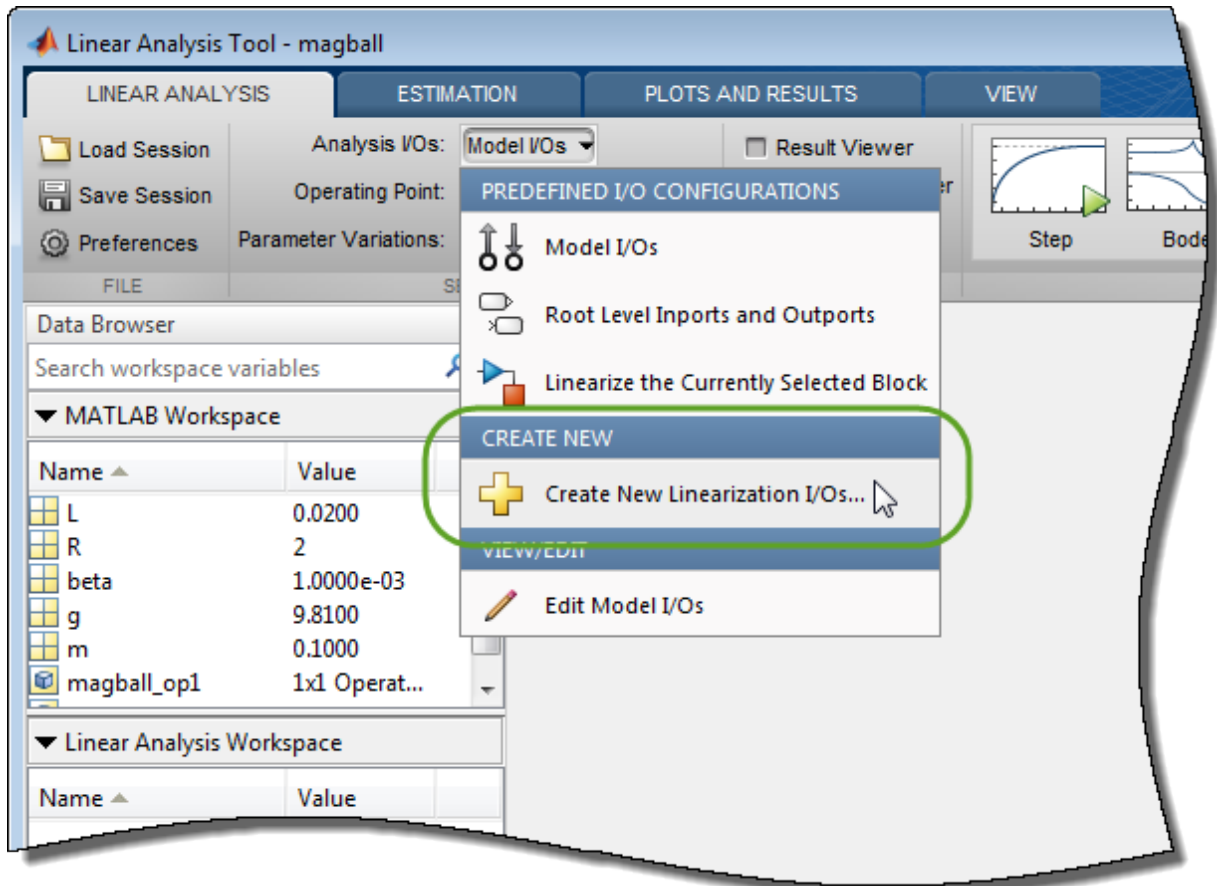 Linear Analysis Tool - magball
LINEAR ANALYSIS ESTIMATION PLOTS AND RESULTS VIEW
Load Session
Save Session
Preferences
FILE
Analysis I/Os: Model I/Os
Operating Point:
Parameter Variations:
Result Viewer
Step
Bode
PREDEFINED I/O CONFIGURATIONS
Model I/Os
Root Level Inports and Outports
Linearize the Currently Selected Block
CREATE NEW
Create New Linearization I/Os...
VIEW/EDIT
Edit Model I/Os
Data Browser
Search workspace variables
MATLAB Workspace
Name Value
L 0.0200
R 2
beta 1.0000e-03
g 9.8100
m 0.1000
magball_op1 1x1 Operat...
Linear Analysis Workspace
Name Value